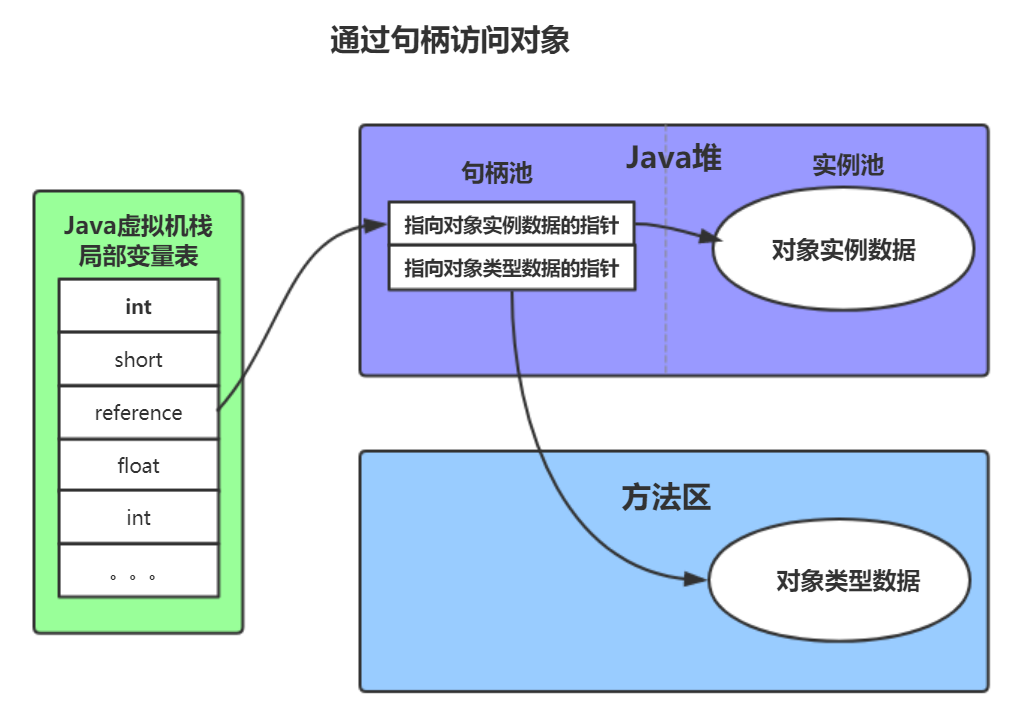 通过句柄访问对象
Java虚拟机栈
局部变量表
int
short
reference
float
int
。。。
Java堆
句柄池
实例池
指向对象实例数据的指针
指向对象类型数据的指针
对象实例数据
方法区
对象类型数据